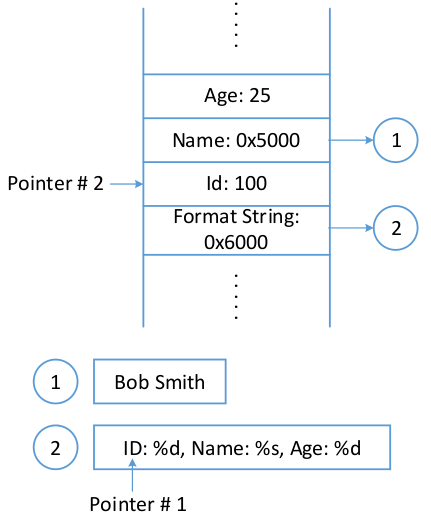 Age: 25
Name: 0x5000
1
Pointer # 2
Id: 100
Format String:
0x6000
2
1
Bob Smith
2
ID: %d, Name: %s, Age: %d
Pointer # 1